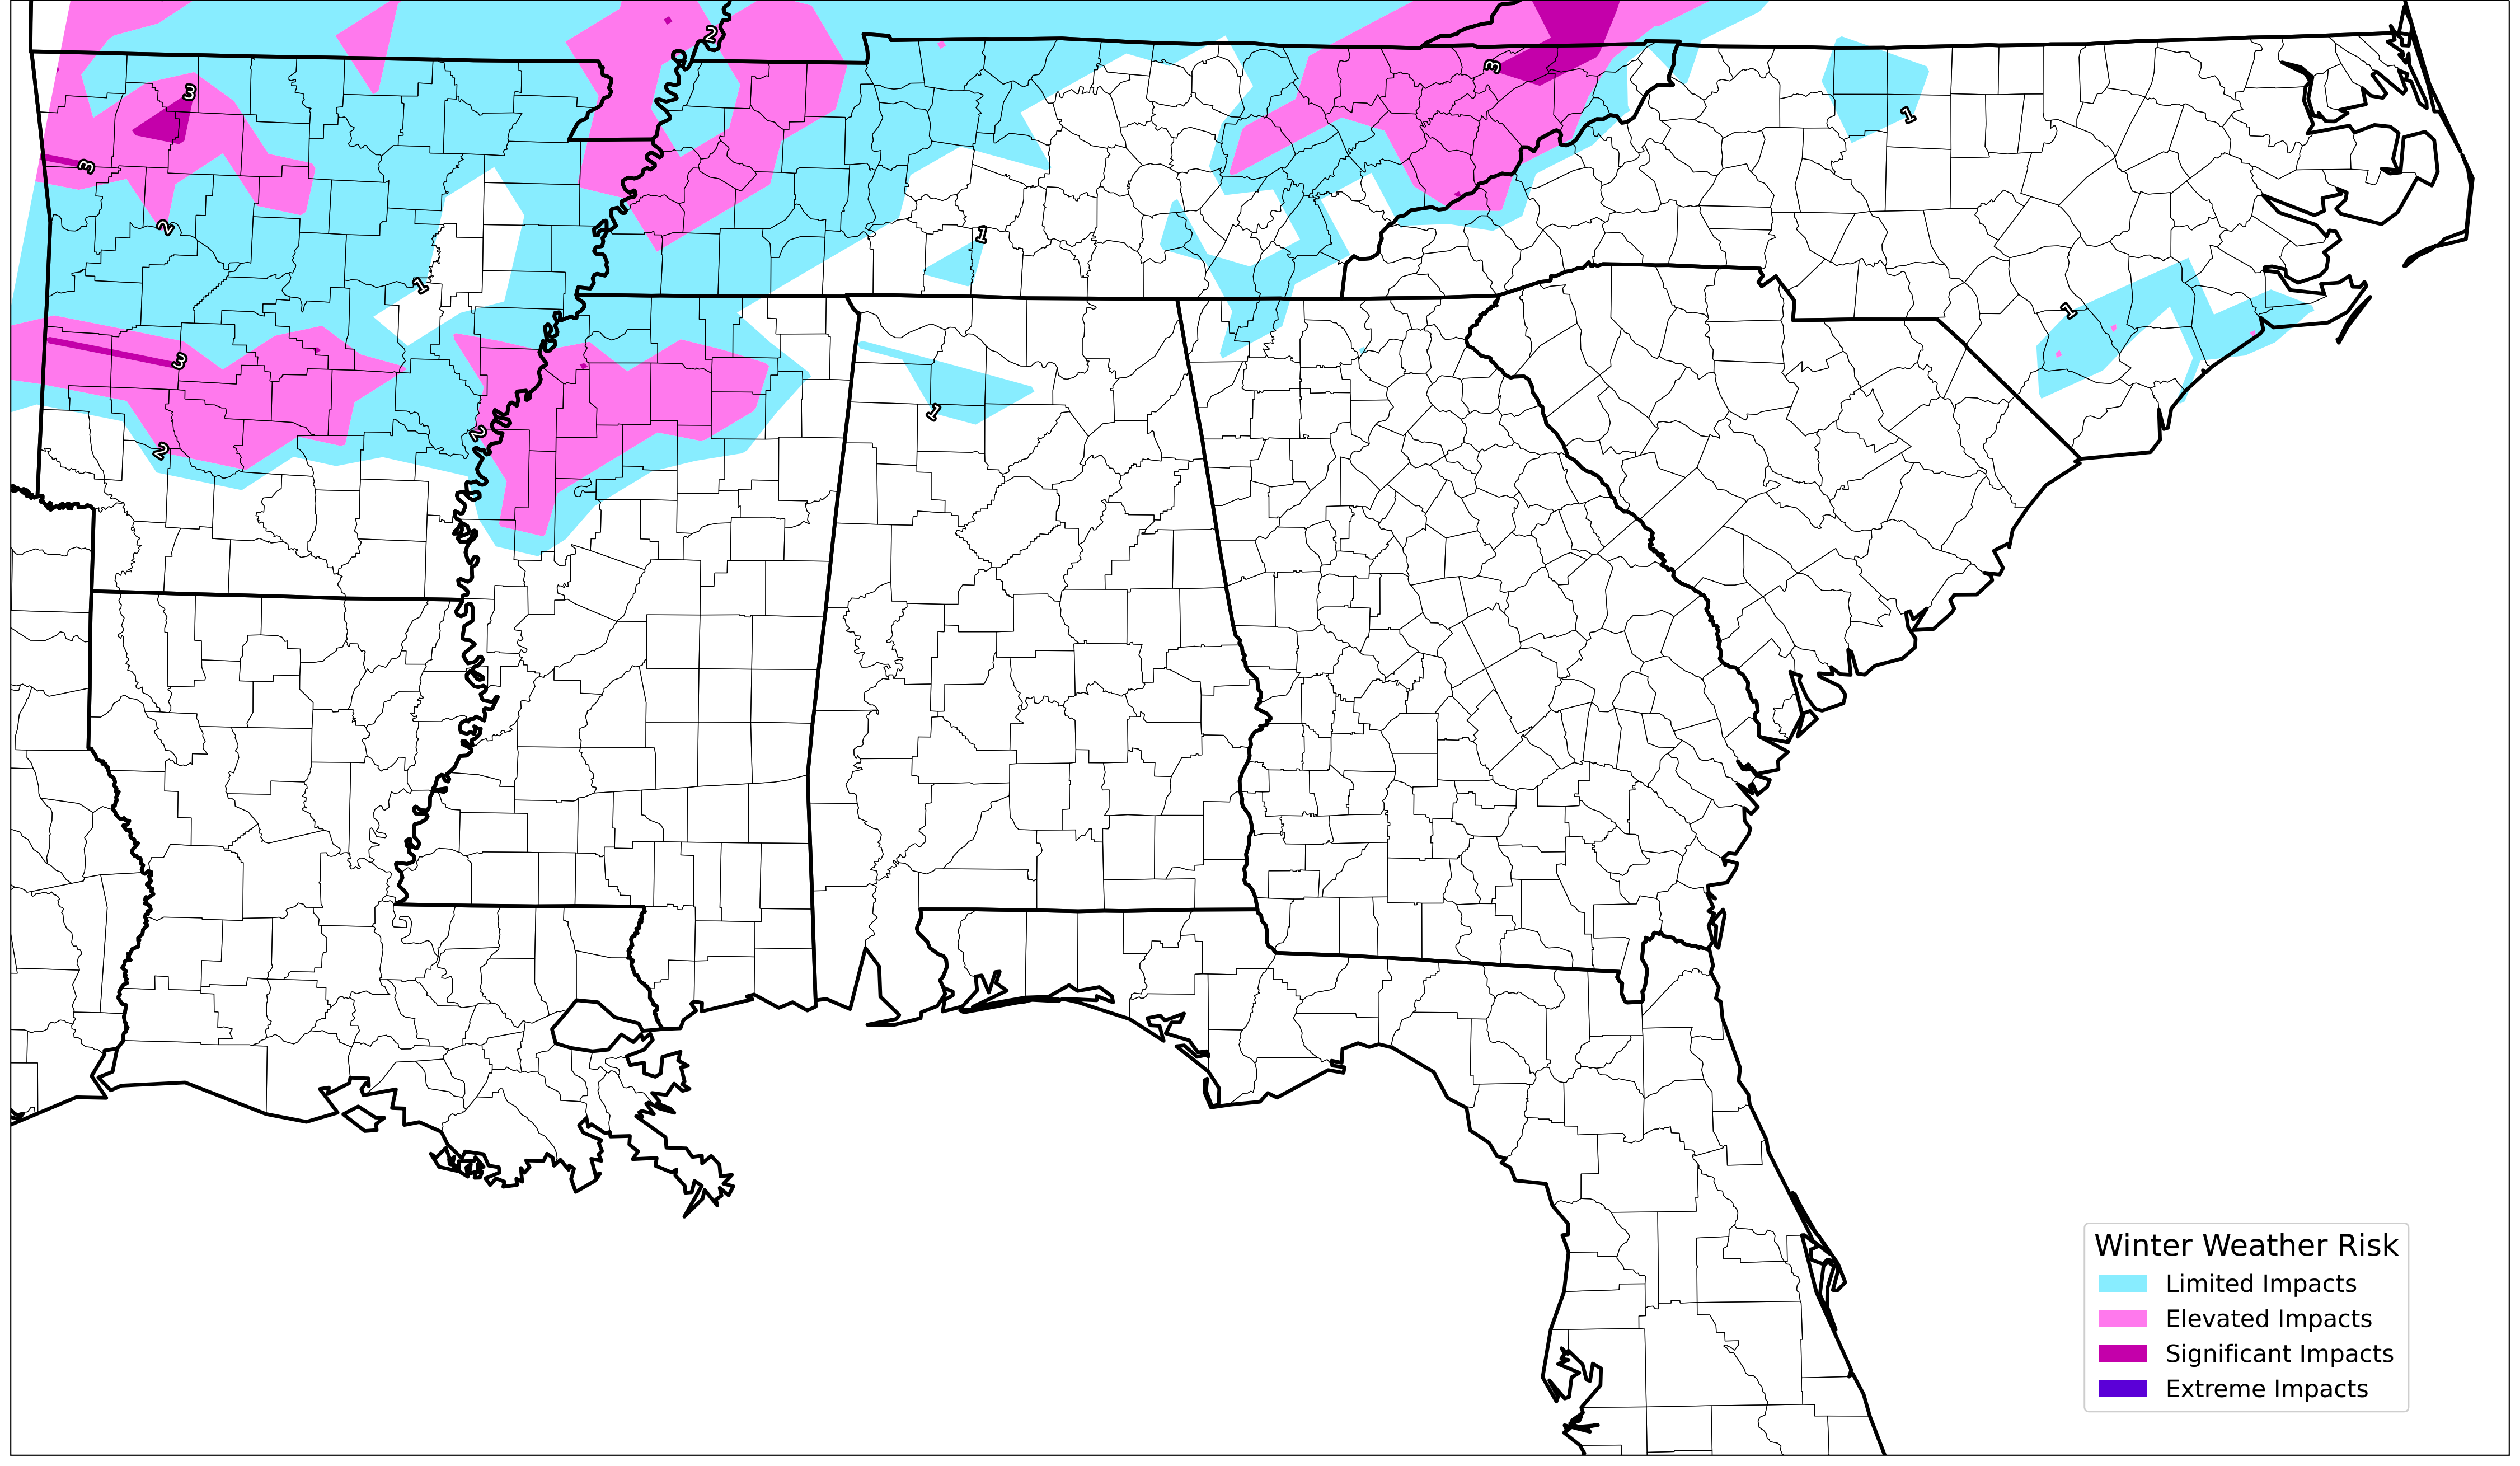 2
3
3
3
1
1
2
1
1
3
1
2
2
Winter Weather Risk
Limited Impacts
Elevated Impacts
Significant Impacts
Extreme Impacts